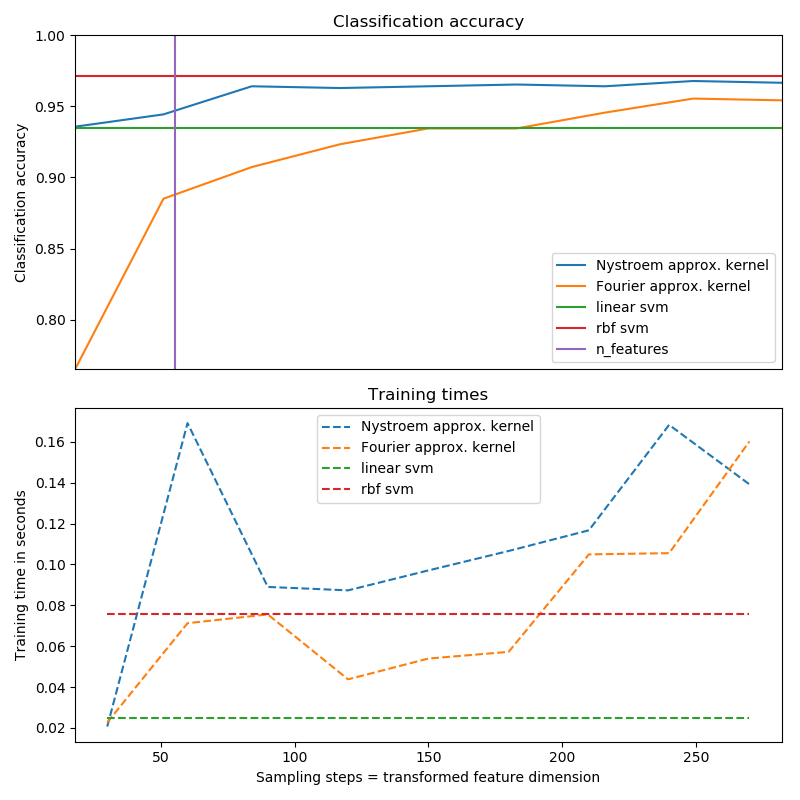 Classification accuracy
1.00
0.95
0.90
0.85
0.80
Classification accuracy
Nystroem approx. kernel
Fourier approx. kernel
linear svm
rbf svm
n_features
Training times
0.16
0.14
0.12
0.10
0.08
0.06
0.04
0.02
Training time in seconds
Nystroem approx. kernel
Fourier approx. kernel
linear svm
rbf svm
50
100
150
200
250
Sampling steps = transformed feature dimension